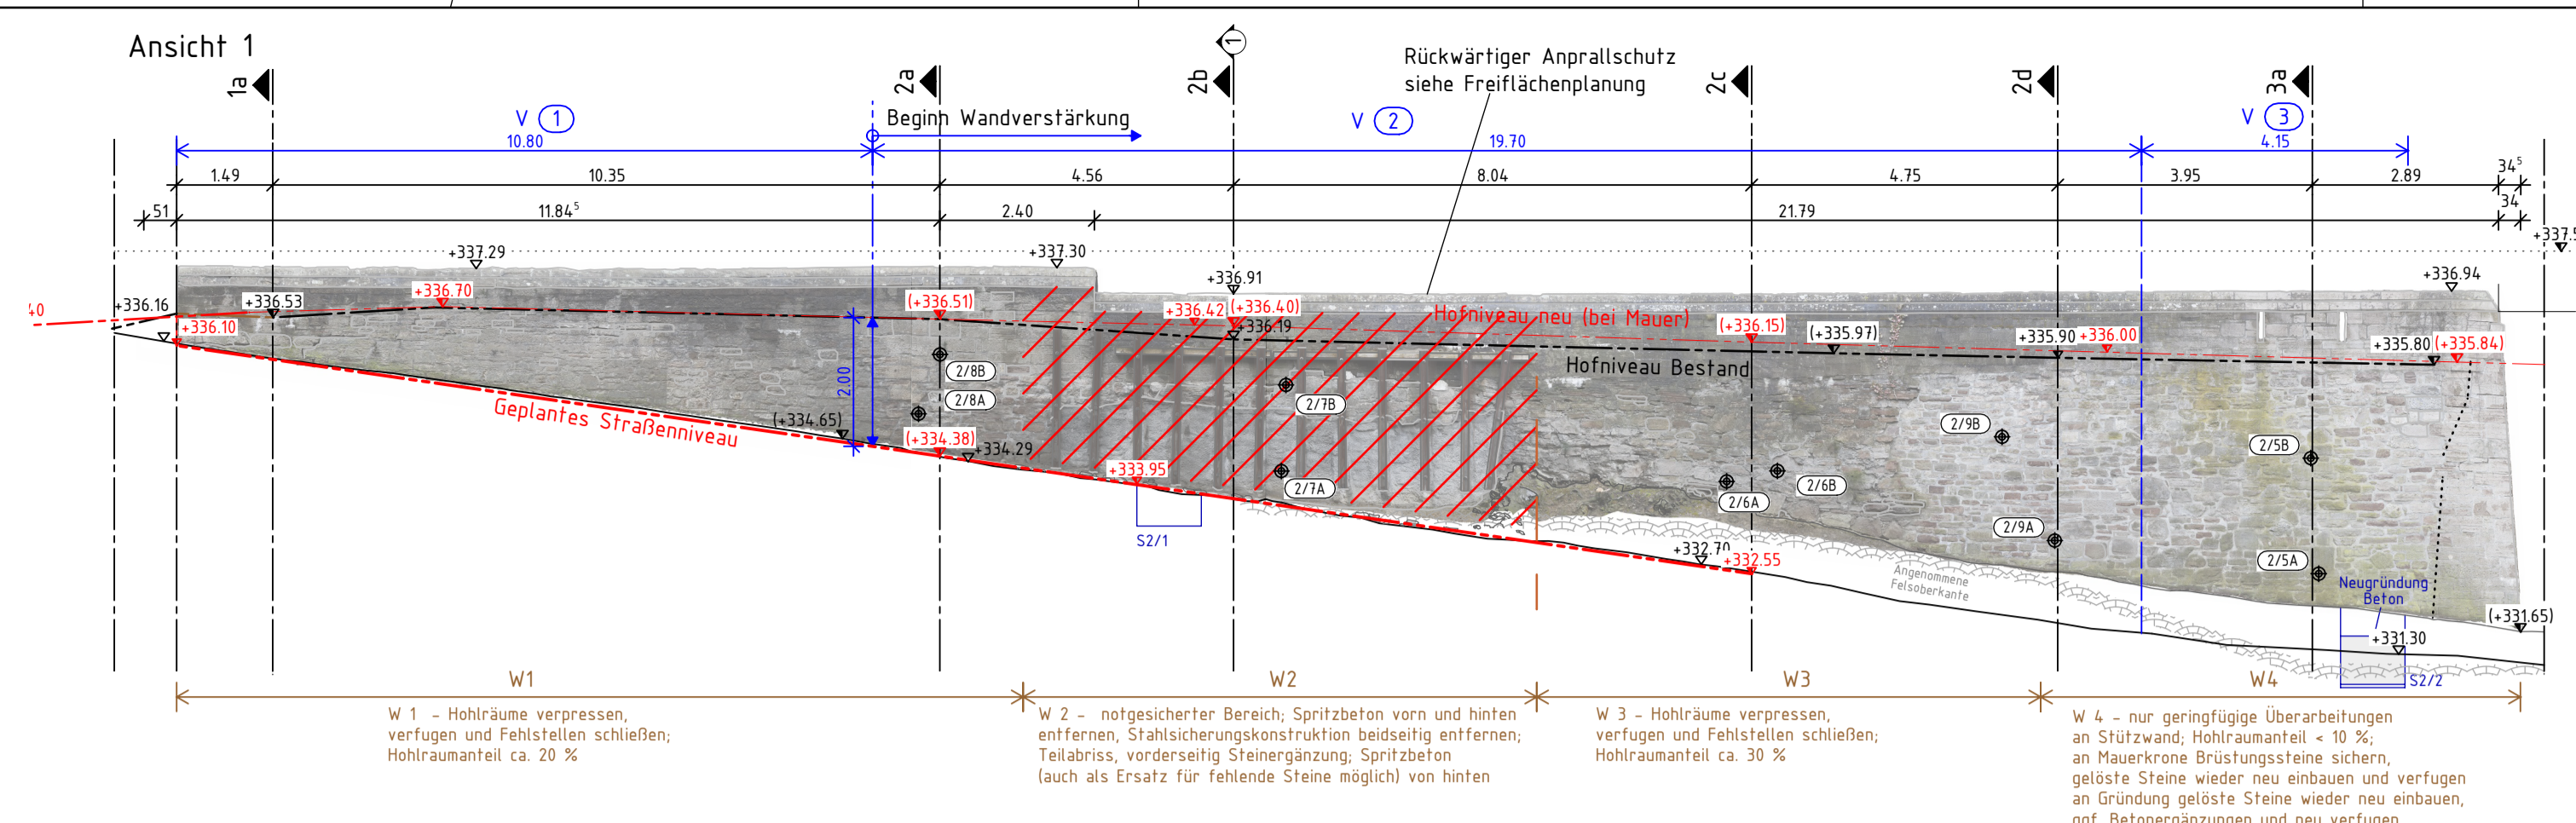 Ansicht 1
1a
2a
2b
1
2c
2d
3a
Rückwärtiger Anprallschutz
siehe Freiflächenplanung
V 1
Beginn Wandverstärkung
V 2
V 3
10.80
19.70
4.15
1.49
10.35
4.56
8.04
4.75
3.95
2.89
34⁵
51
11.84⁵
2.40
21.79
34
+337.29
+337.30
+336.91
+336.94
+336.16
+336.53
+336.70
(+336.51)
+336.42
(+336.40)
+336.19
Hofniveau neu (bei Mauer)
(+336.15)
(+335.97)
+335.90
+336.00
+335.80
(+335.84)
40
+336.10
Hofniveau Bestand
2.00
2/8B
2/8A
2/7B
2/7A
2/6A
2/6B
2/9B
2/9A
2/5B
2/5A
Geplantes Straßenniveau
(+334.65)
(+334.38)
+334.29
+333.95
S2/1
+332.70
+332.55
Angenommene
Felsoberkante
Neugründung
Beton
(+331.65)
+331.30
S2/2
W1
W2
W3
W4
W 1 - Hohlräume verpressen,
verfugen und Fehlstellen schließen;
Hohlraumanteil ca. 20 %
W 2 - notgesicherter Bereich; Spritzbeton vorn und hinten
entfernen, Stahlsicherungskonstruktion beidseitig entfernen;
Teilabriss, vorderseitig Steinergänzung; Spritzbeton
(auch als Ersatz für fehlende Steine möglich) von hinten
W 3 - Hohlräume verpressen,
verfugen und Fehlstellen schließen;
Hohlraumanteil ca. 30 %
W 4 - nur geringfügige Überarbeitungen
an Stützwand; Hohlraumanteil < 10 %;
an Mauerkrone Brüstungssteine sichern,
gelöste Steine wieder neu einbauen und verfugen
an Gründung gelöste Steine wieder neu einbauen,
ggf. Betonergänzungen und neu verfugen